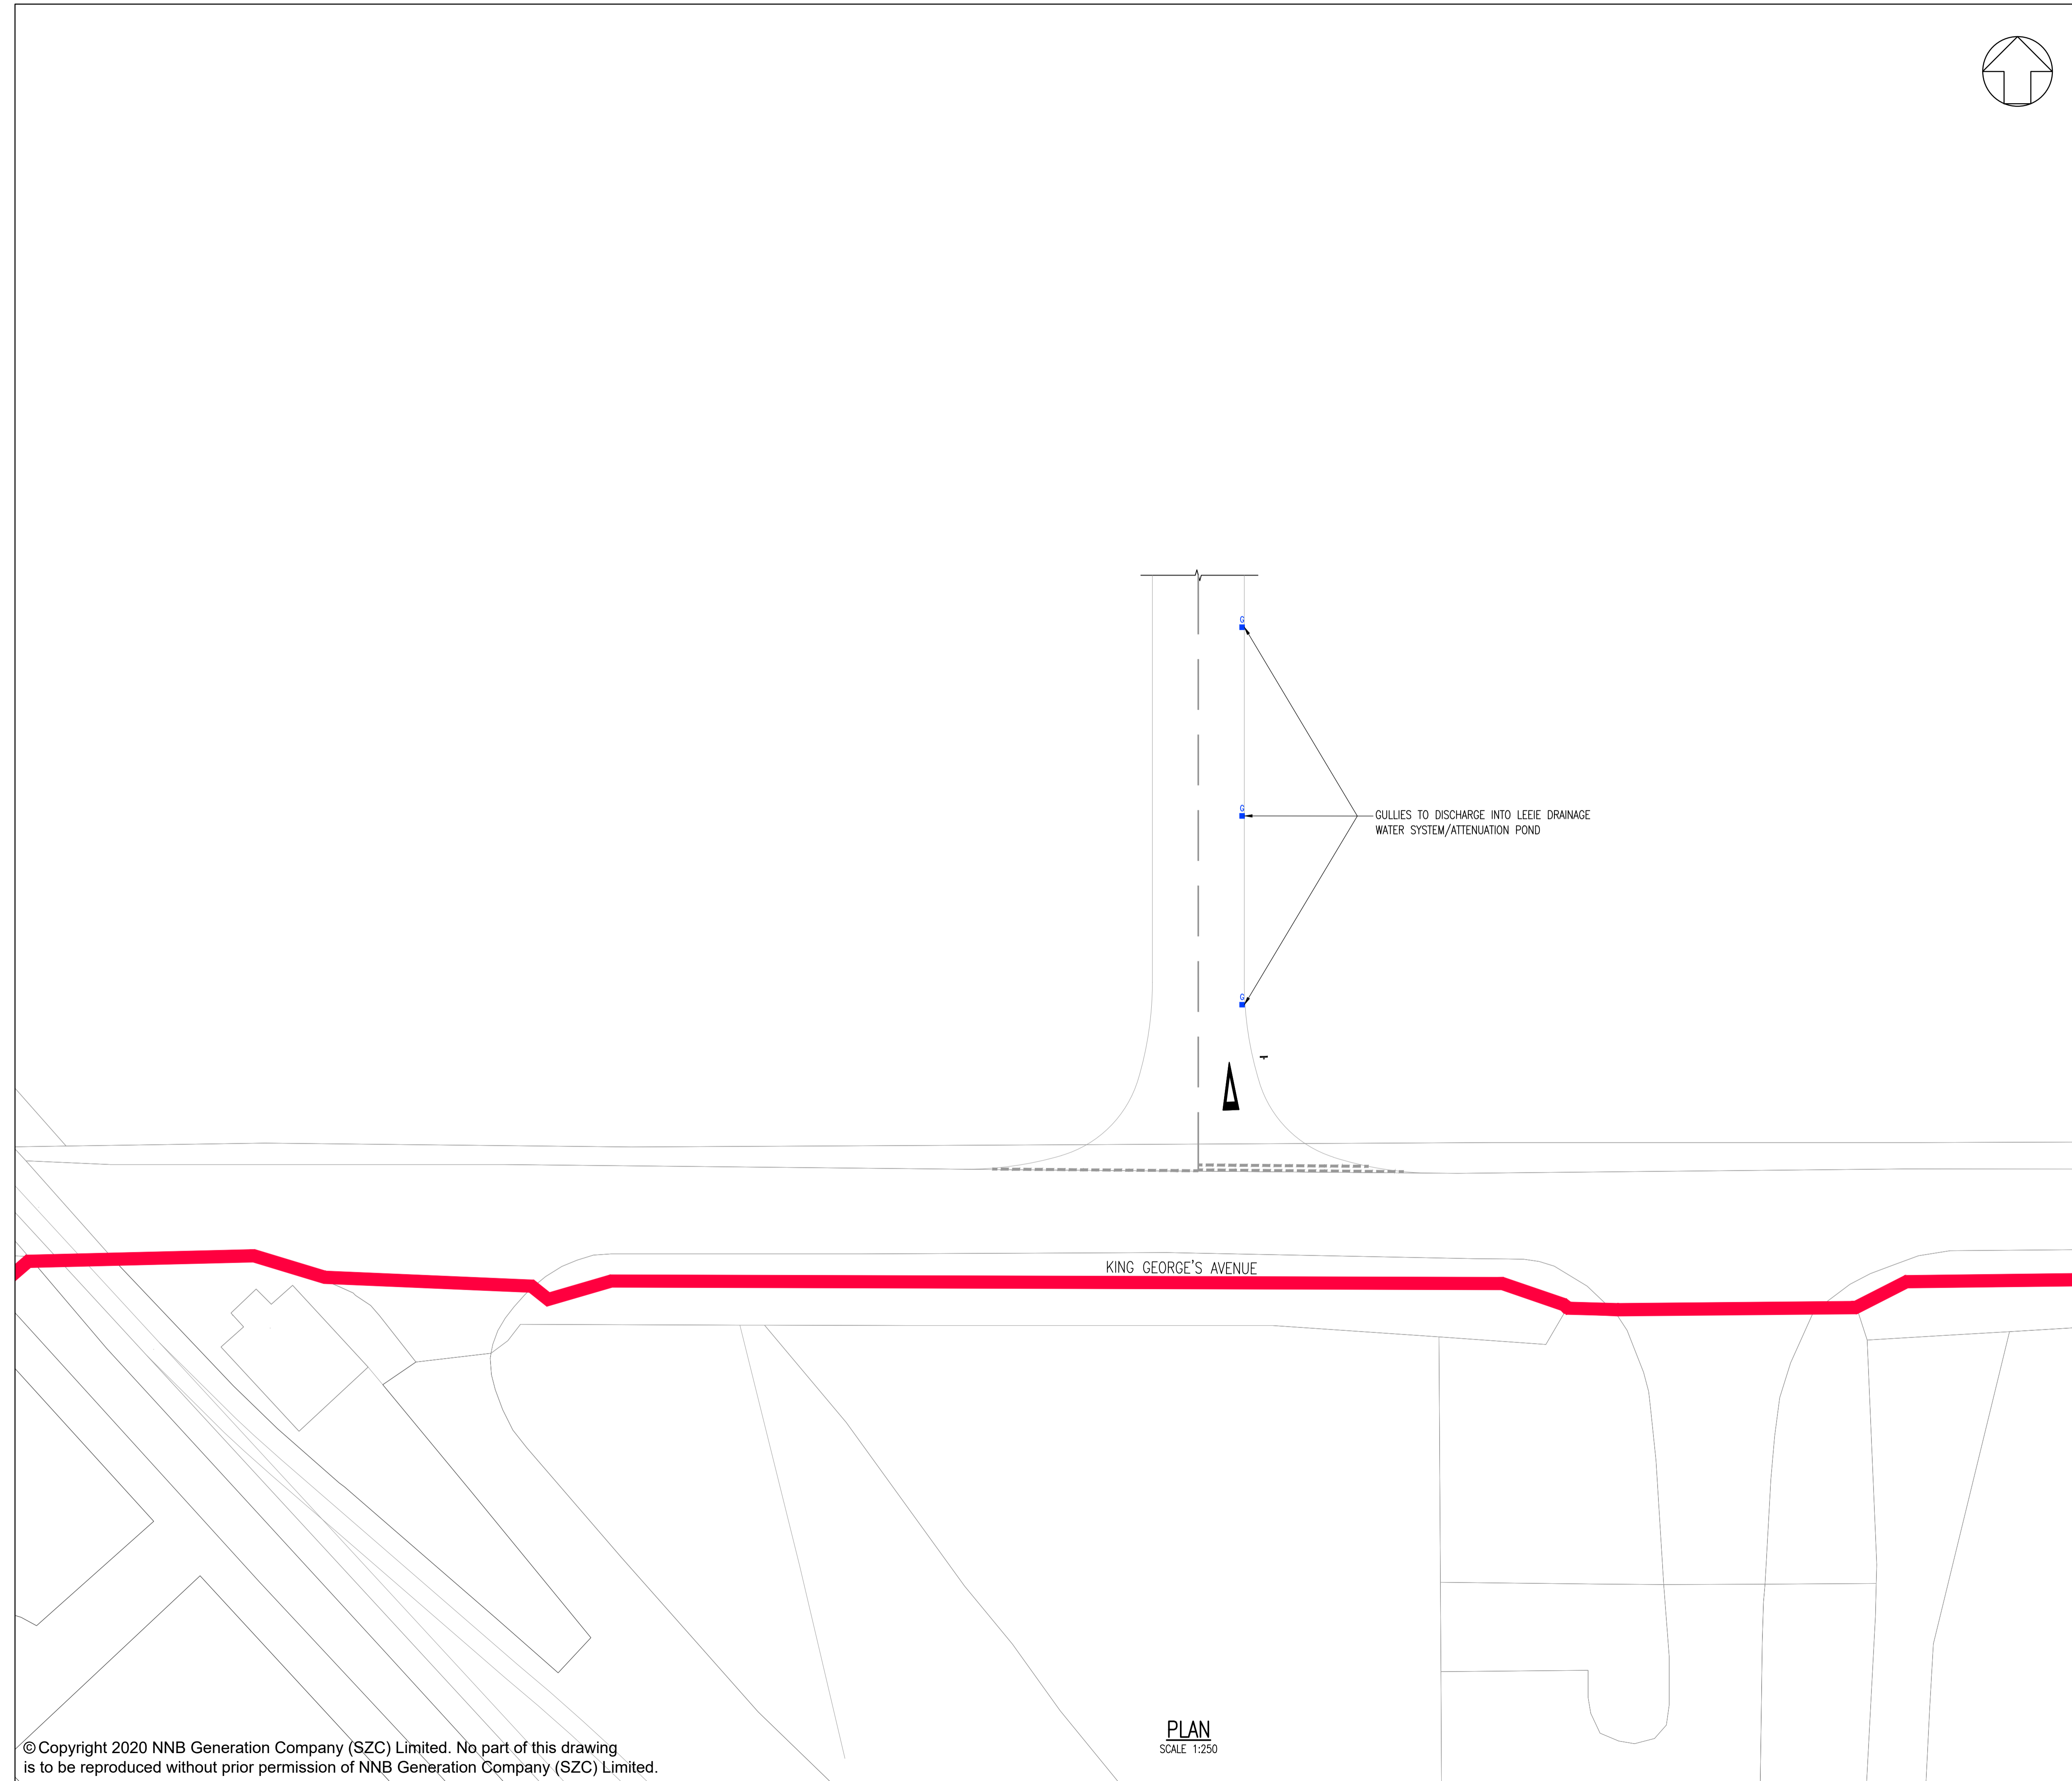 G
G
GULLIES TO DISCHARGE INTO LEEIE DRAINAGE
WATER SYSTEM/ATTENUATION POND
G
KING GEORGE'S AVENUE
PLAN
SCALE 1:250
© Copyright 2020 NNB Generation Company (SZC) Limited. No part of this drawing
is to be reproduced without prior permission of NNB Generation Company (SZC) Limited.